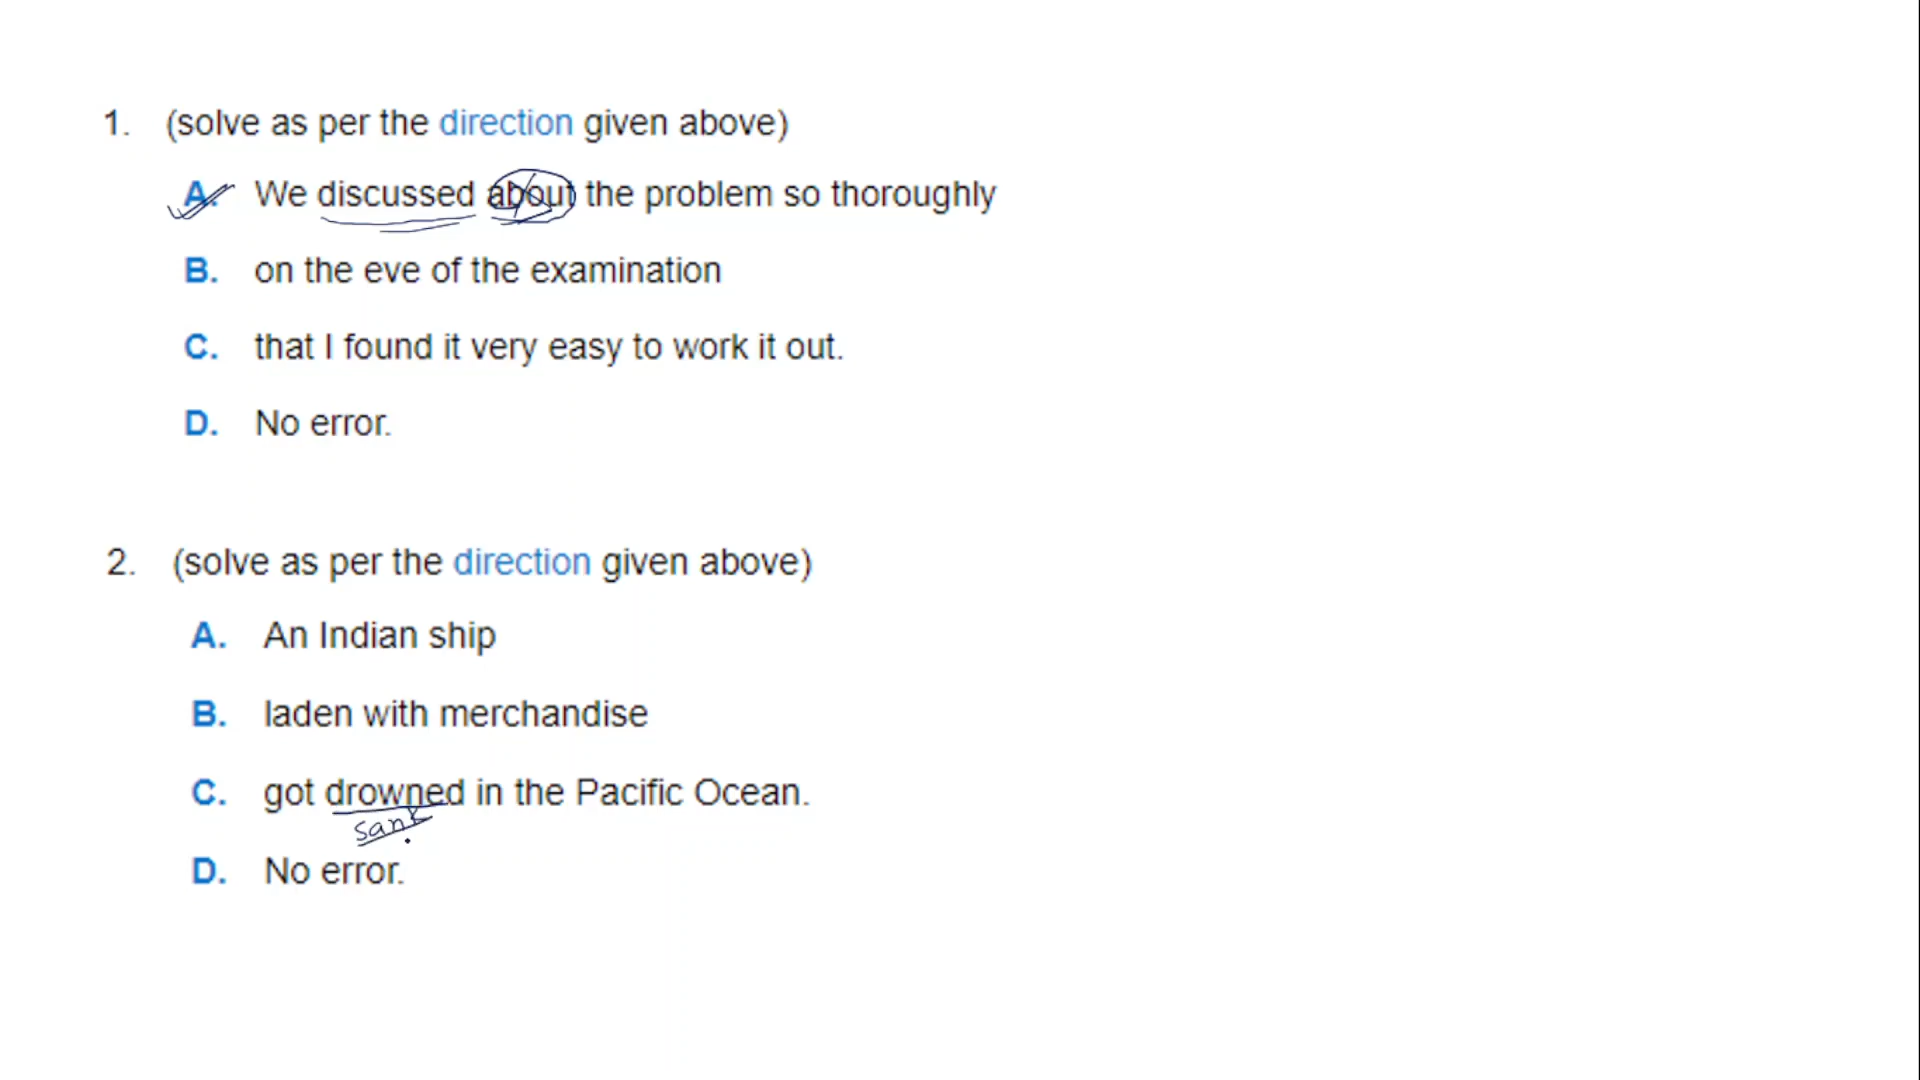 1. (solve as per the direction given above)
A. We discussed about the problem so thoroughly
B. on the eve of the examination
C. that I found it very easy to work it out.
D. No error.
2. (solve as per the direction given above)
A. An Indian ship
B. laden with merchandise
C. got drowned in the Pacific Ocean.
sank
D. No error.